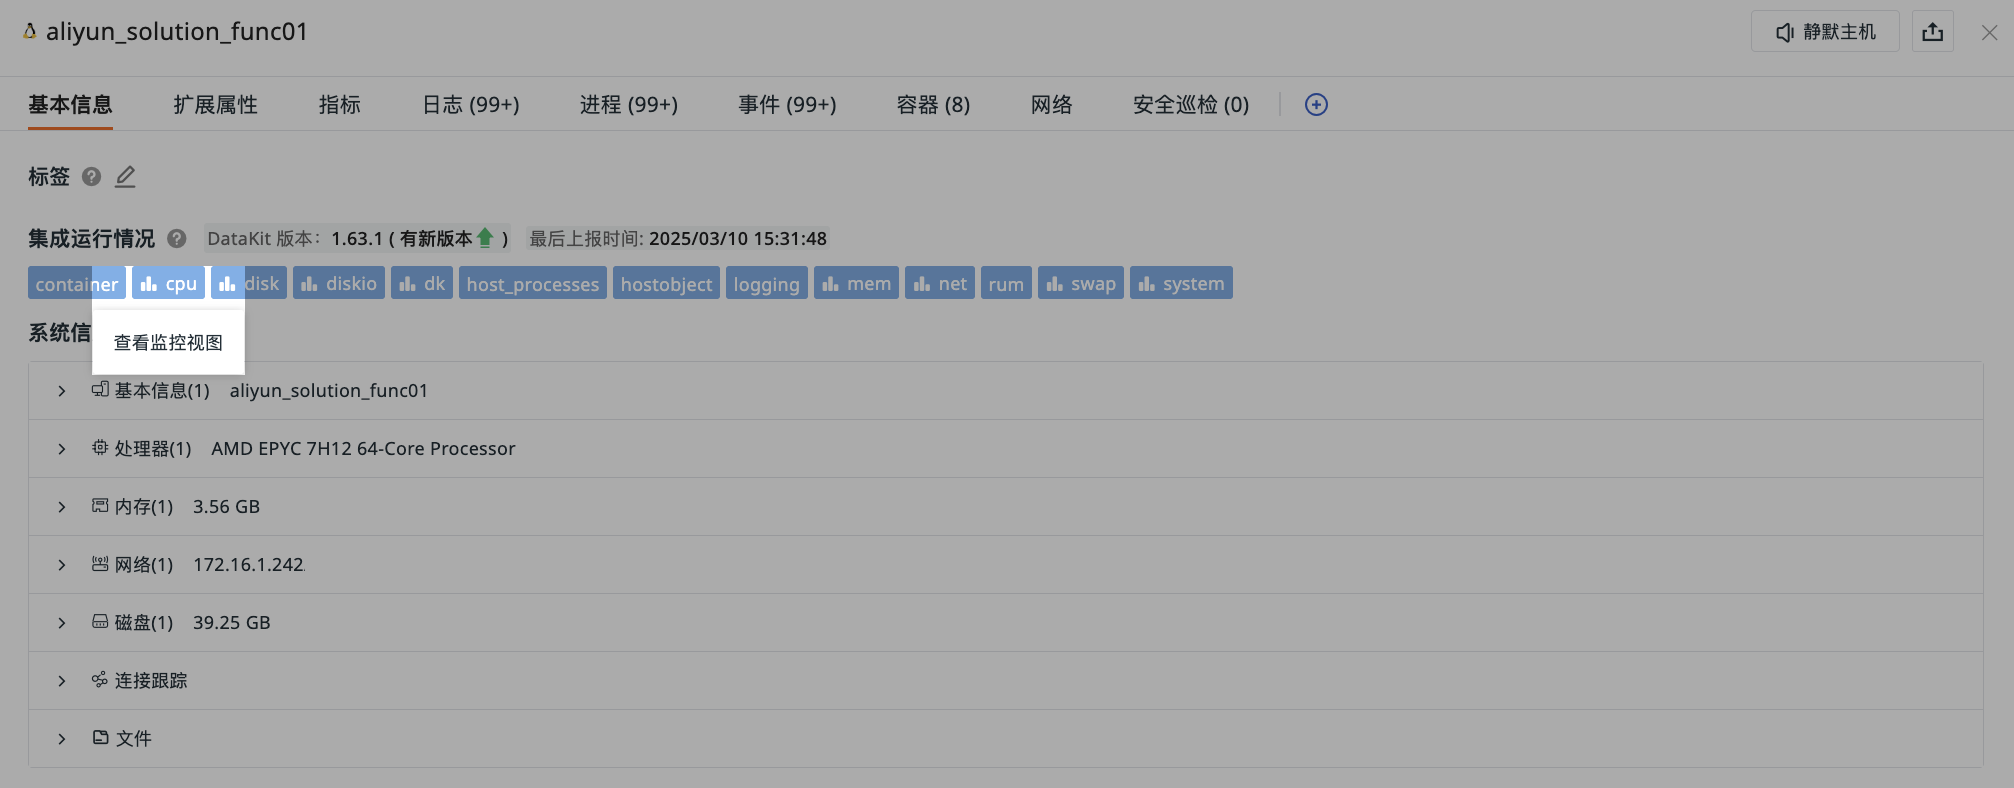 aliyun_solution_func01 静默主机
基本信息 扩展属性 指标 日志 (99+) 进程 (99+) 事件 (99+) 容器 (8) 网络 安全巡检 (0)
标签
集成运行情况 DataKit 版本: 1.63.1 ( 有新版本 ) 最后上报时间: 2025/03/10 15:31:48
container cpu disk diskio dk host_processes hostobject logging mem net rum swap system
系统信
查看监控视图
基本信息(1) aliyun_solution_func01
处理器(1) AMD EPYC 7H12 64-Core Processor
内存(1) 3.56 GB
网络(1) 172.16.1.242
磁盘(1) 39.25 GB
连接跟踪
文件